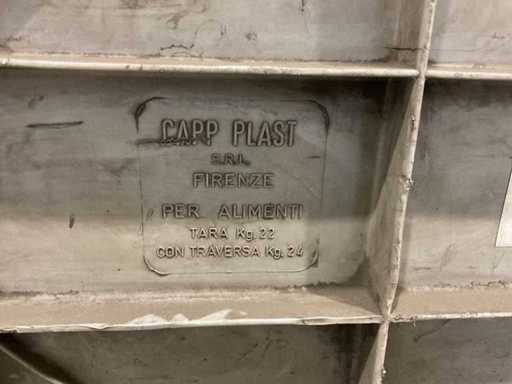 CAPP PLAST
S.R.L.
FIRENZE
PER ALIMENTI
TARA Kg. 22
CON TRAVERSA Kg. 24